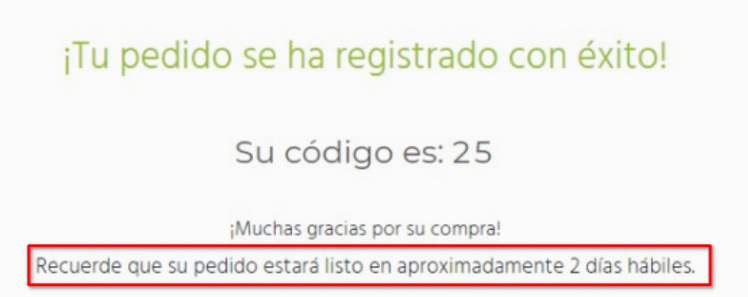 ¡Tu pedido se ha registrado con éxito!
Su código es: 25
¡Muchas gracias por su compra!
Recuerde que su pedido estará listo en aproximadamente 2 días hábiles.